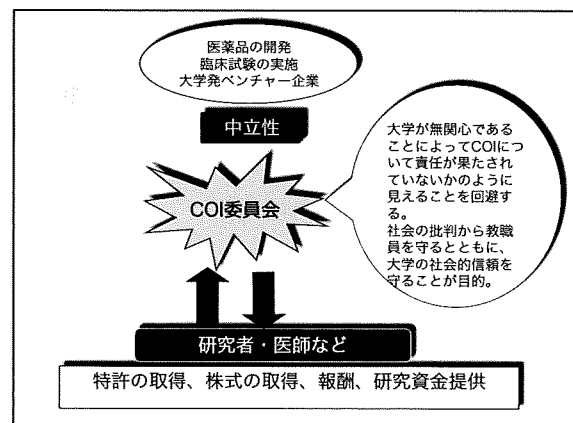 医薬品の開発
臨床試験の実施
大学発ベンチャー企業
中立性
COI委員会
大学が無関心である
ことによってCOIにつ
いて責任が果たされ
ていないかのように
見えることを回避す
る。
社会の批判から教職
員を守るとともに、
大学の社会的信頼を
守ることが目的。
研究者・医師など
特許の取得、株式の取得、報酬、研究資金提供